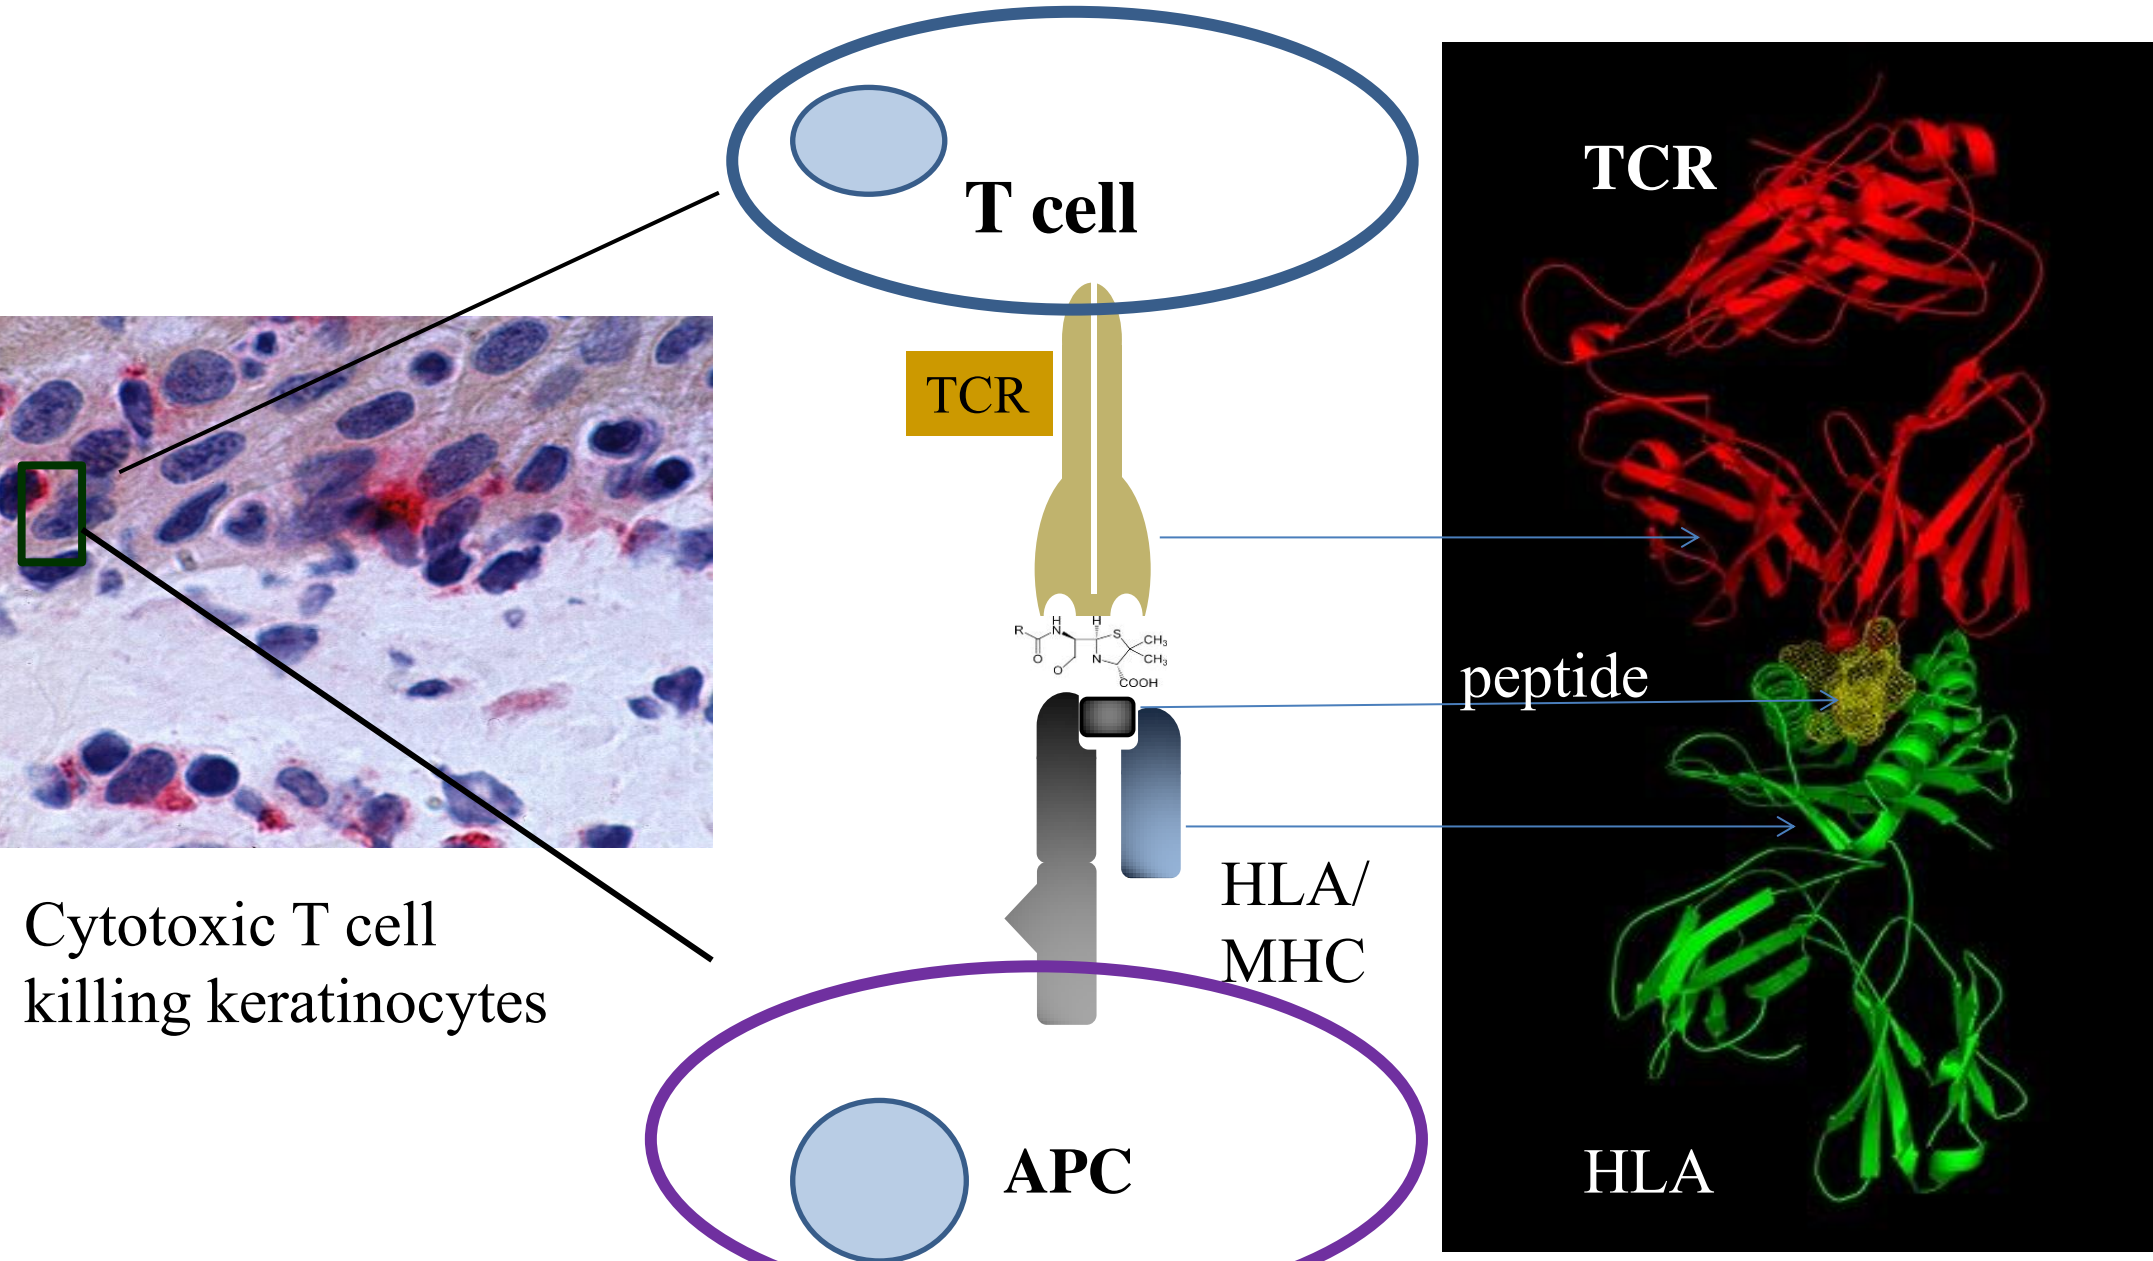 T cell
TCR
TCR
R
H
N
O
O
H
S
N
CH3
CH3
COOH
peptide
HLA/
MHC
Cytotoxic T cell
killing keratinocytes
APC
HLA